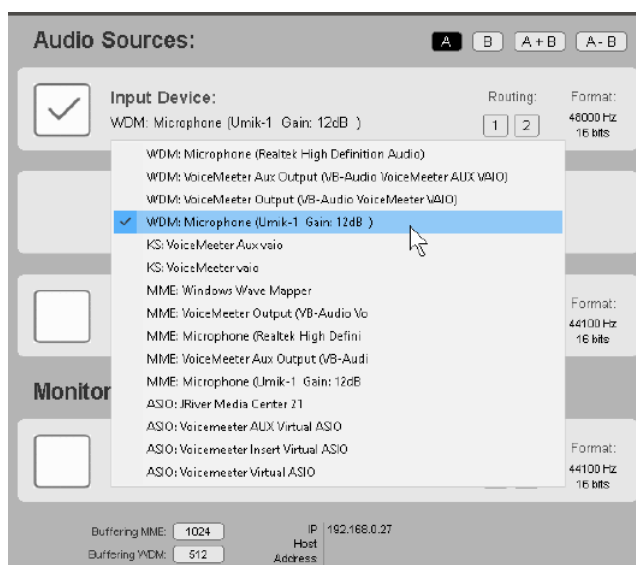 Audio Sources:
A B A+B A-B
Input Device:
Routing:
Format:
WDM: Microphone (Umik-1 Gain: 12dB )
1 2
48000 Hz
16 bits
WDM: Microphone (Realtek High Definition Audio)
WDM: VoiceMeeter Aux Output (VB-Audio VoiceMeeter AUX VAIO)
WDM: VoiceMeeter Output (VB-Audio VoiceMeeter VAIO)
WDM: Microphone (Umik-1 Gain: 12dB )
KS: VoiceMeeter Aux vaio
KS: VoiceMeeter vaio
MME: Windows Wave Mapper
MME: VoiceMeeter Output (VB-Audio Vo
MME: Microphone (Realtek High Defini
MME: VoiceMeeter Aux Output (VB-Audi
MME: Microphone (Umik-1 Gain: 12dB
ASIO: JRiver Media Center 21
ASIO: Voicemeeter AUX Virtual ASIO
ASIO: Voicemeeter Insert Virtual ASIO
ASIO: Voicemeeter Virtual ASIO
Format:
44100 Hz
16 bits
Monitor
Format:
44100 Hz
16 bits
Buffering MME: 1024
Buffering WDM: 512
IP 192.168.0.27
Host
Address